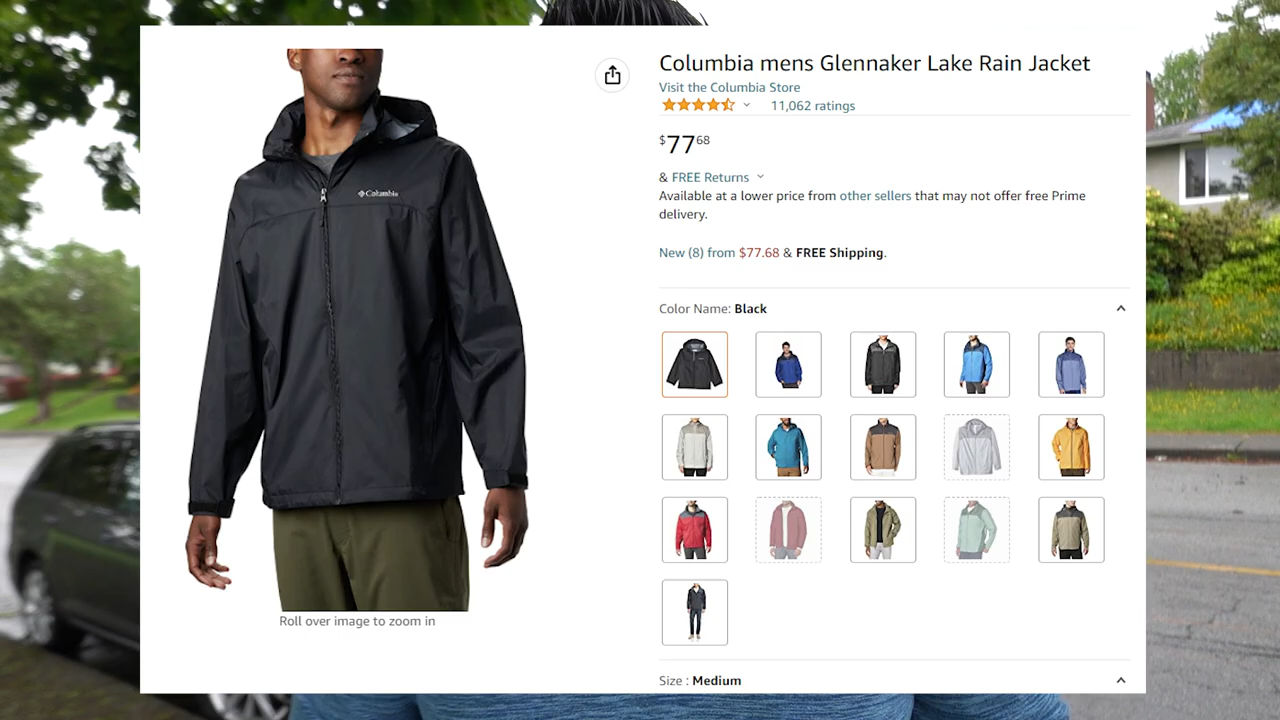 Columbia mens Glennaker Lake Rain Jacket
Visit the Columbia Store
11,062 ratings
$77 68
& FREE Returns
Available at a lower price from other sellers that may not offer free Prime
delivery.
New (8) from $77.68 & FREE Shipping.
Color Name: Black
Columbia
Roll over image to zoom in
Size : Medium